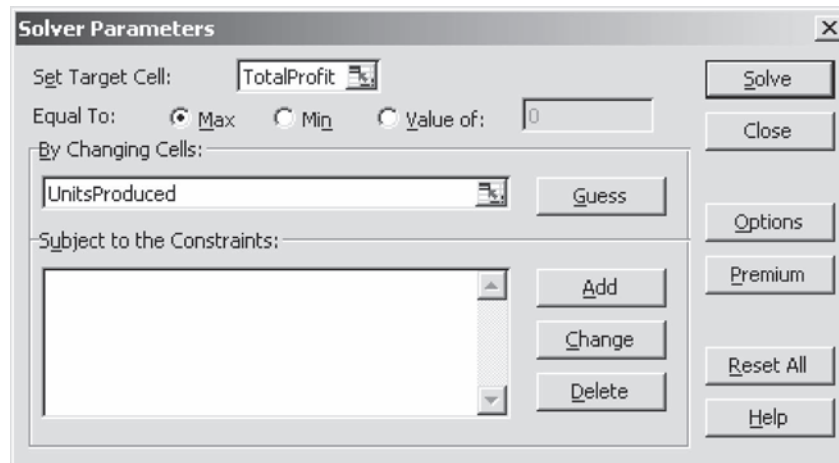 Solver Parameters
Set Target Cell: TotalProfit
Solve
Equal To: Max Min Value of: 0
Close
By Changing Cells:
UnitsProduced
Guess
Options
Subject to the Constraints:
Premium
Add
Change
Reset All
Delete
Help